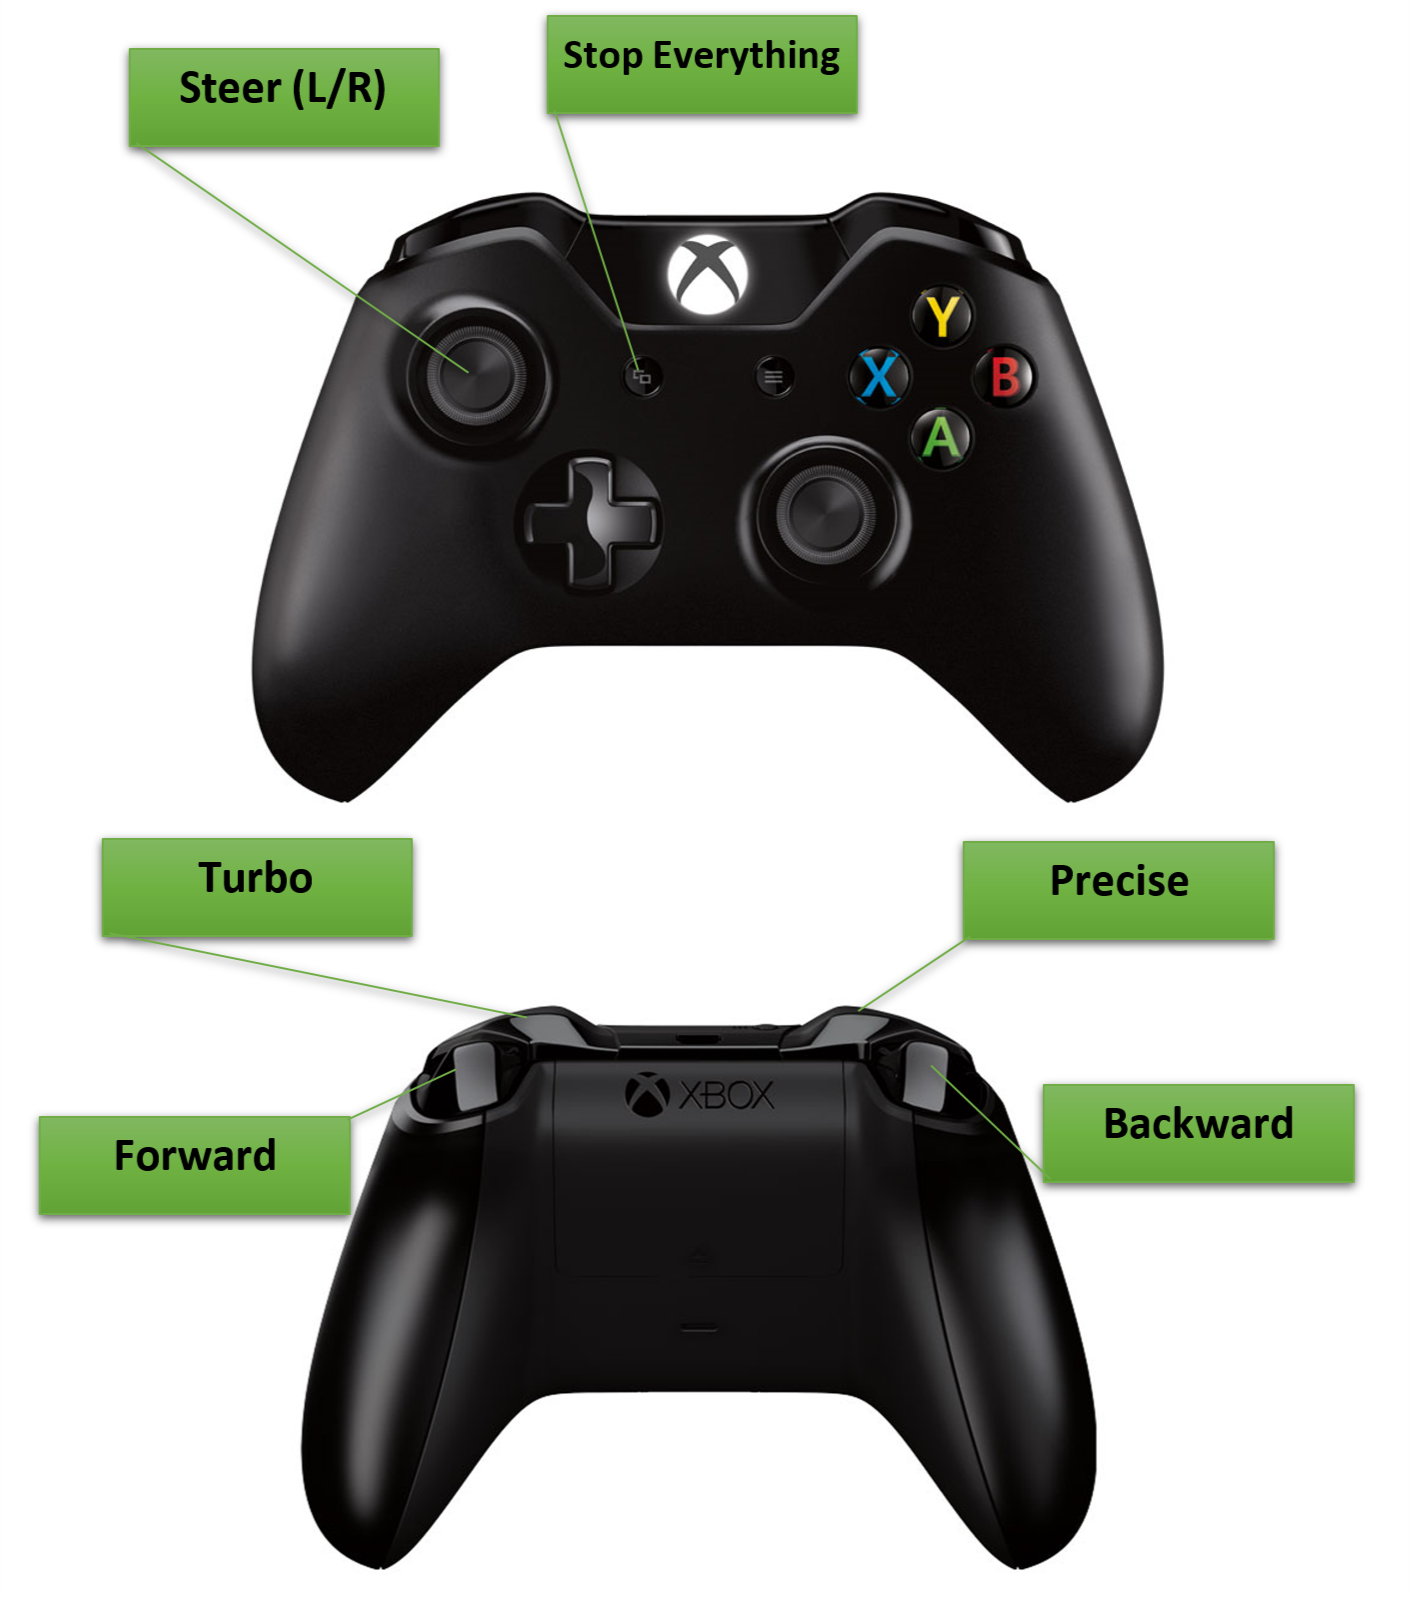 Stop Everything
Steer (L/R)
Y
X
B
A
Turbo
Precise
XBOX
Backward
Forward